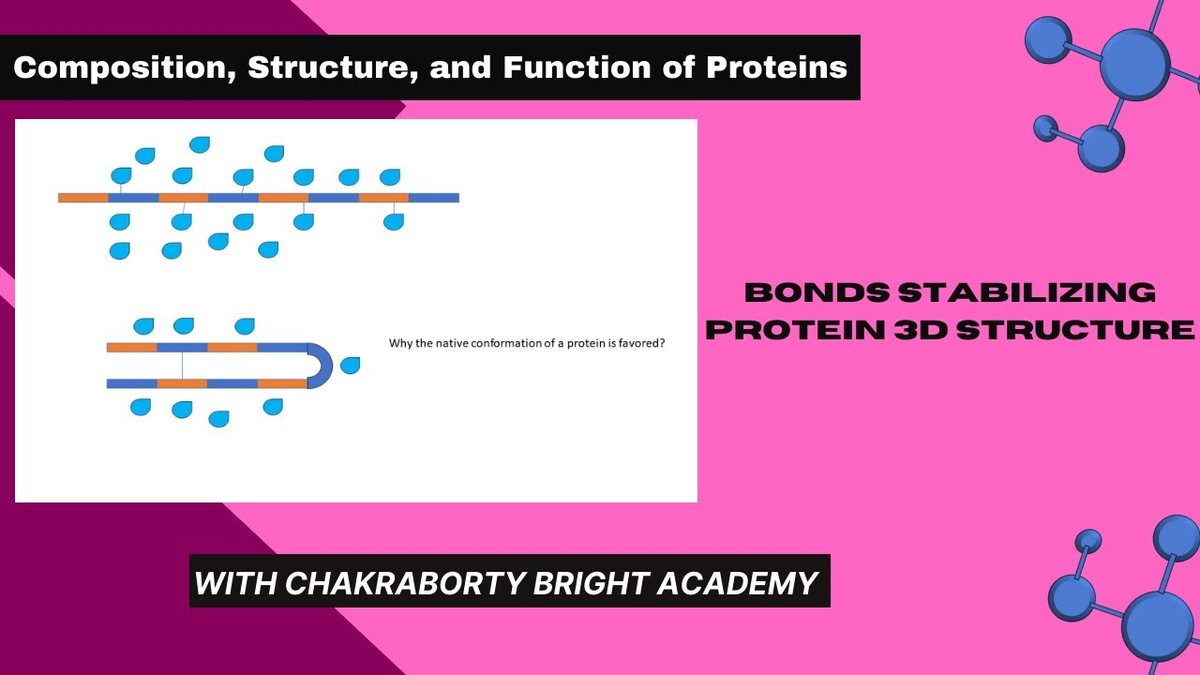 Composition, Structure, and Function of Proteins
Why the native conformation of a protein is favored?
BONDS STABILIZING
PROTEIN 3D STRUCTURE
WITH CHAKRABORTY BRIGHT ACADEMY